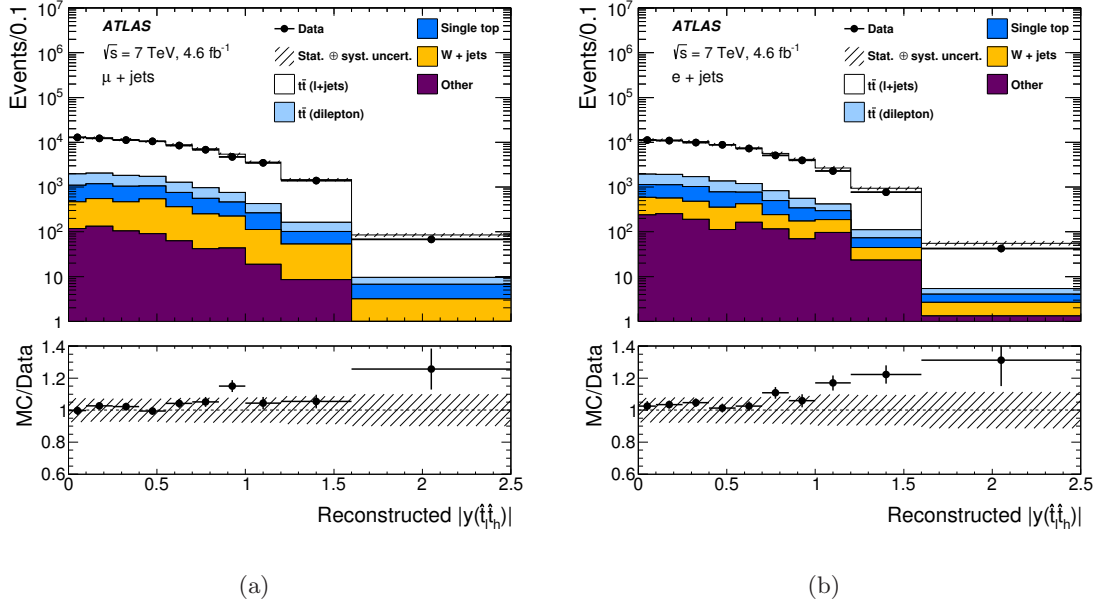 Events/0.1
10^7
10^6
10^5
10^4
10^3
10^2
10
1
ATLAS
√s = 7 TeV, 4.6 fb^-1
μ + jets
Data
Stat. ⊕ syst. uncert.
tt̄ (l+jets)
tt̄ (dilepton)
Single top
W + jets
Other
MC/Data
1.4
1.2
1
0.8
0.6
0 0.5 1 1.5 2 2.5
Reconstructed |y(t̂_l t̂_h)|
(a)
Events/0.1
10^7
10^6
10^5
10^4
10^3
10^2
10
1
ATLAS
√s = 7 TeV, 4.6 fb^-1
e + jets
Data
Stat. ⊕ syst. uncert.
tt̄ (l+jets)
tt̄ (dilepton)
Single top
W + jets
Other
MC/Data
1.4
1.2
1
0.8
0.6
0 0.5 1 1.5 2 2.5
Reconstructed |y(t̂_l t̂_h)|
(b)